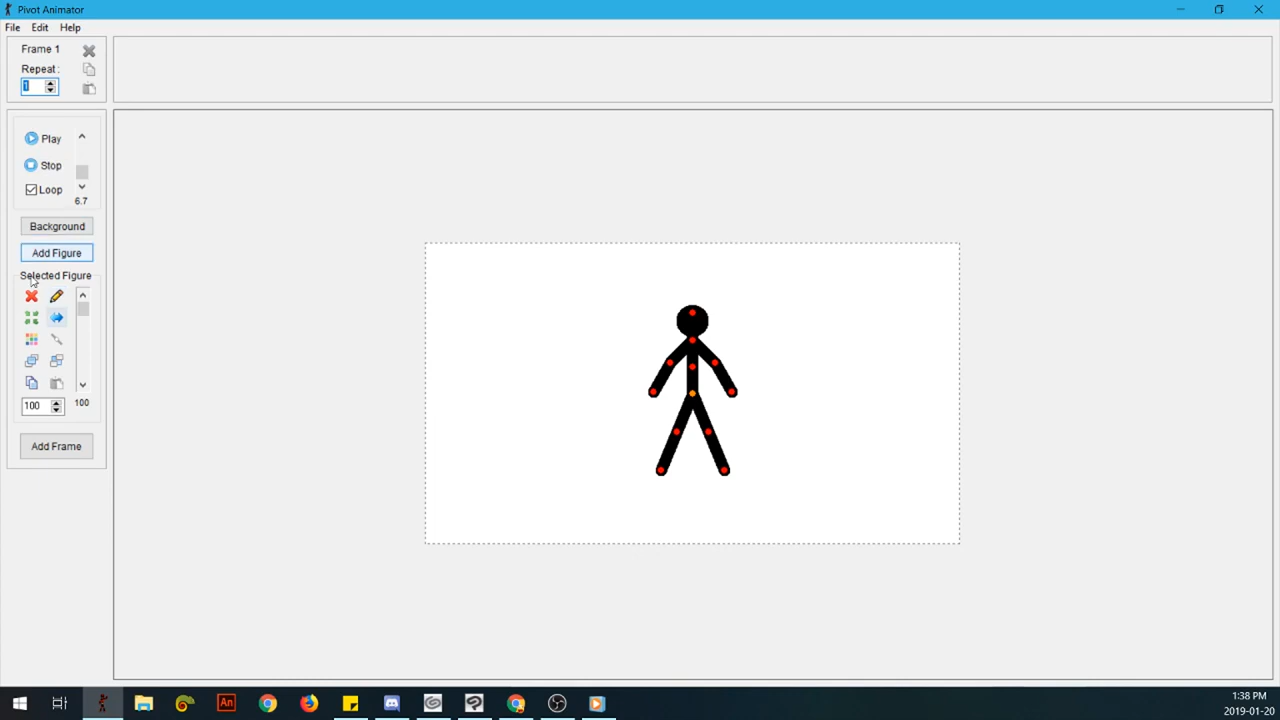 Pivot Animator
File Edit Help
Frame 1
Repeat:
1
Play
Stop
Loop
6.7
Background
Add Figure
Selected Figure
100 100
Add Frame
An
1:38 PM
2019-01-20